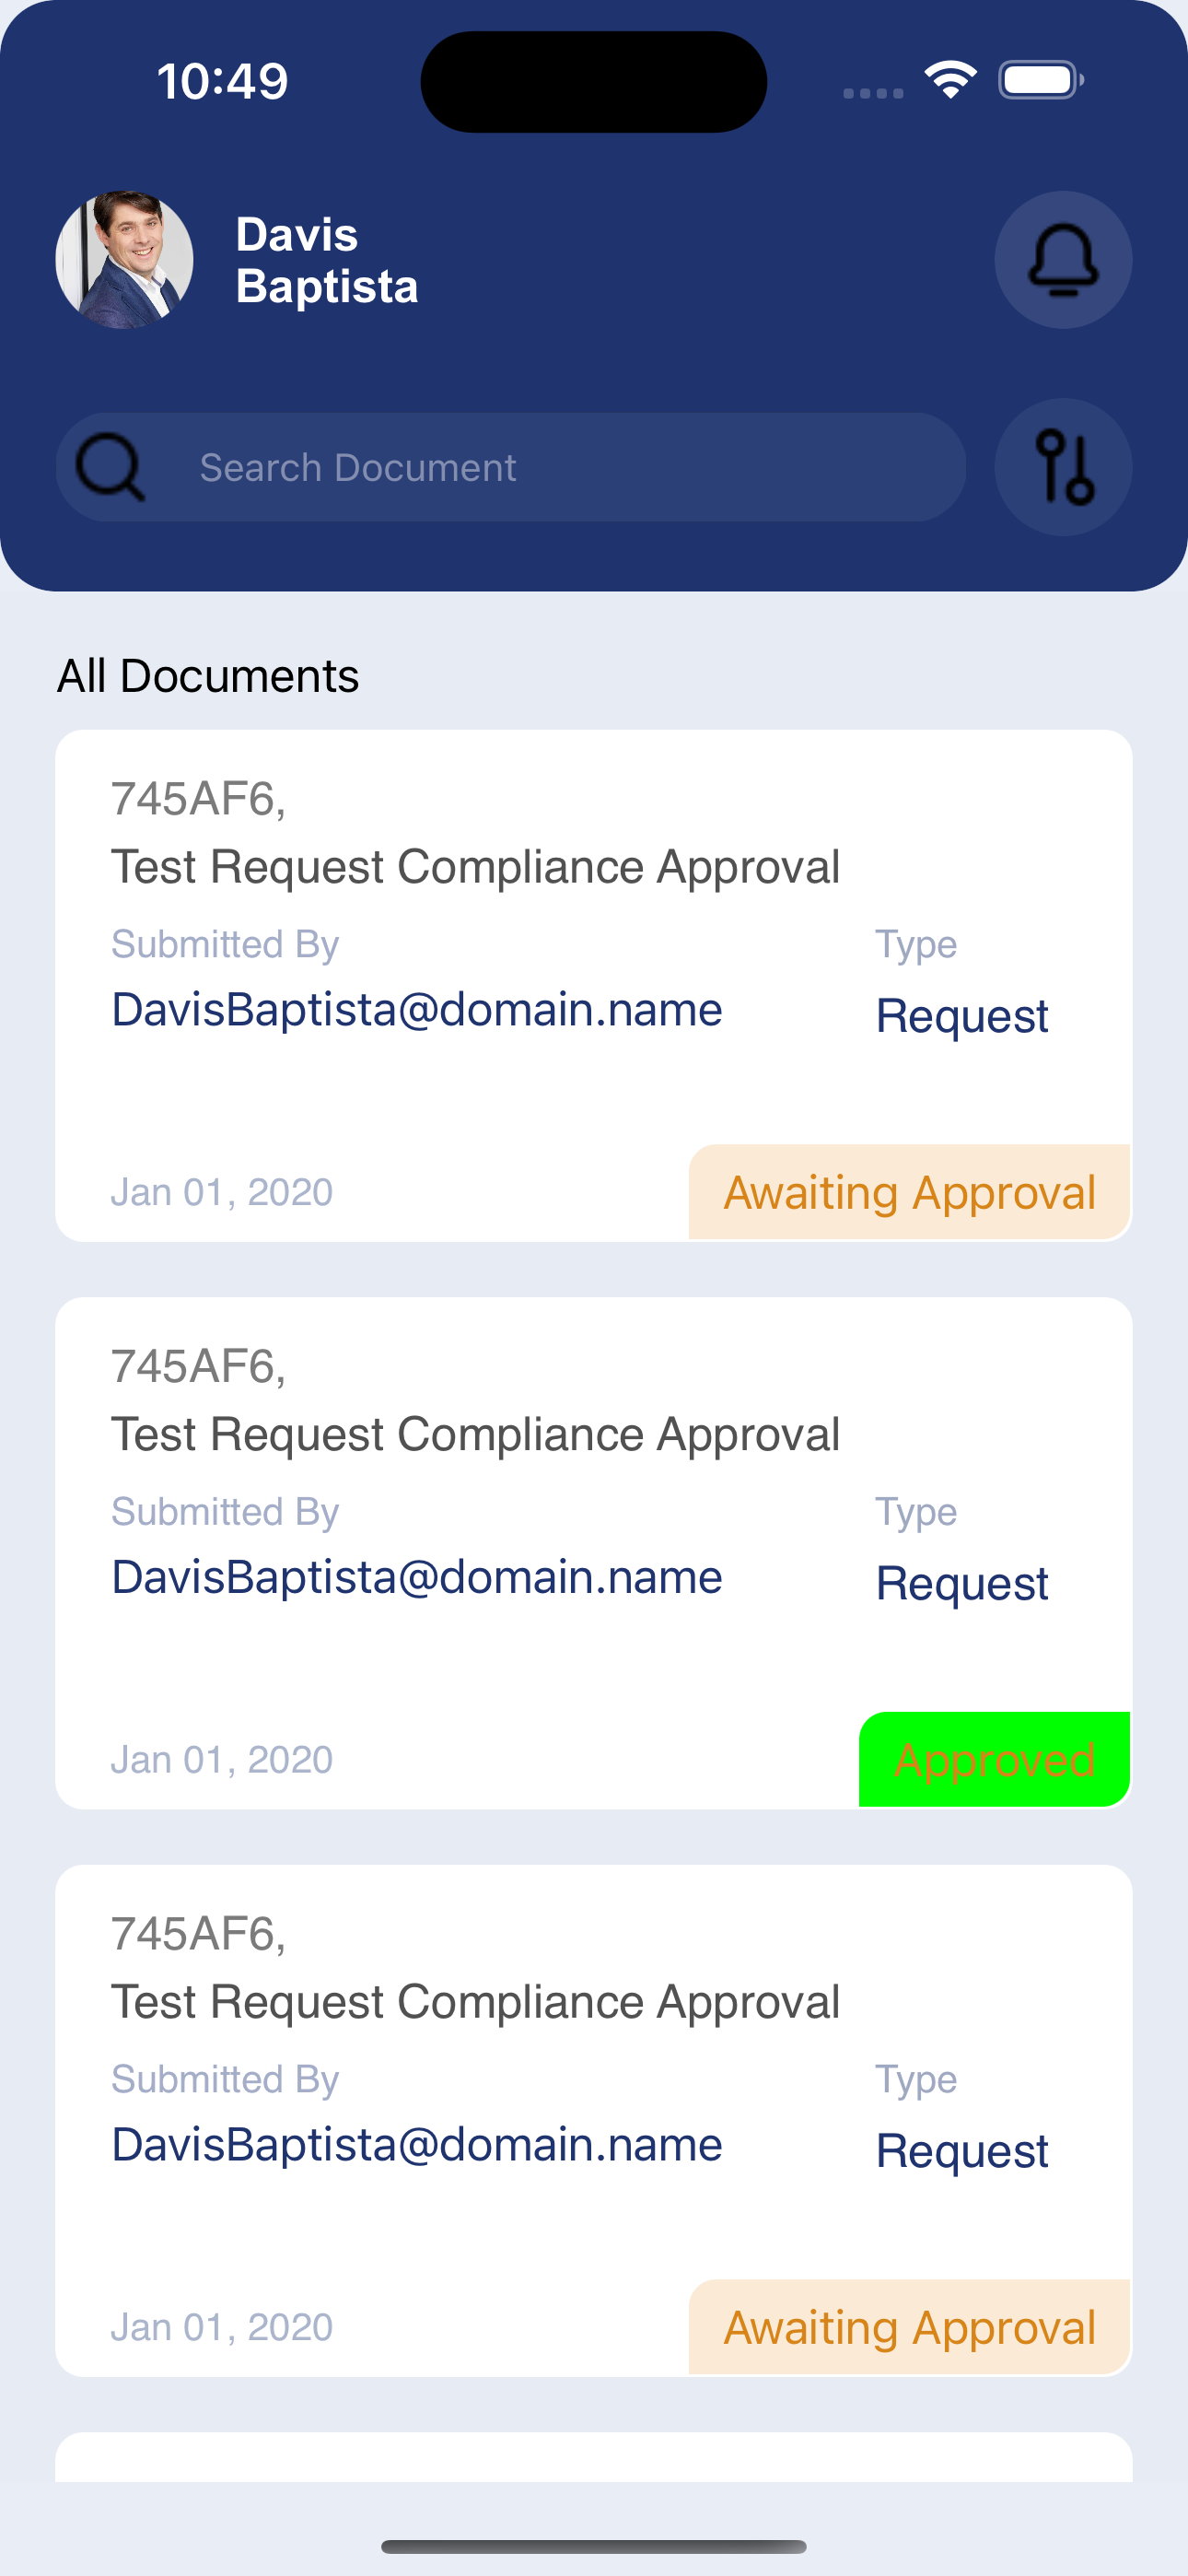 10:49
Davis
Baptista
Search Document
All Documents
745AF6,
Test Request Compliance Approval
Submitted By
Type
DavisBaptista@domain.name
Request
Jan 01, 2020
Awaiting Approval
745AF6,
Test Request Compliance Approval
Submitted By
Type
DavisBaptista@domain.name
Request
Jan 01, 2020
Approved
745AF6,
Test Request Compliance Approval
Submitted By
Type
DavisBaptista@domain.name
Request
Jan 01, 2020
Awaiting Approval